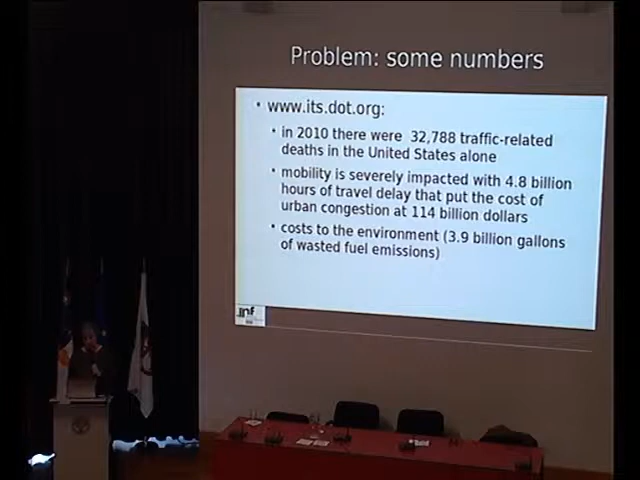 Problem: some numbers
• www.its.dot.org:
• in 2010 there were 32,788 traffic-related
deaths in the United States alone
• mobility is severely impacted with 4.8 billion
hours of travel delay that put the cost of
urban congestion at 114 billion dollars
• costs to the environment (3.9 billion gallons
of wasted fuel emissions)
inf